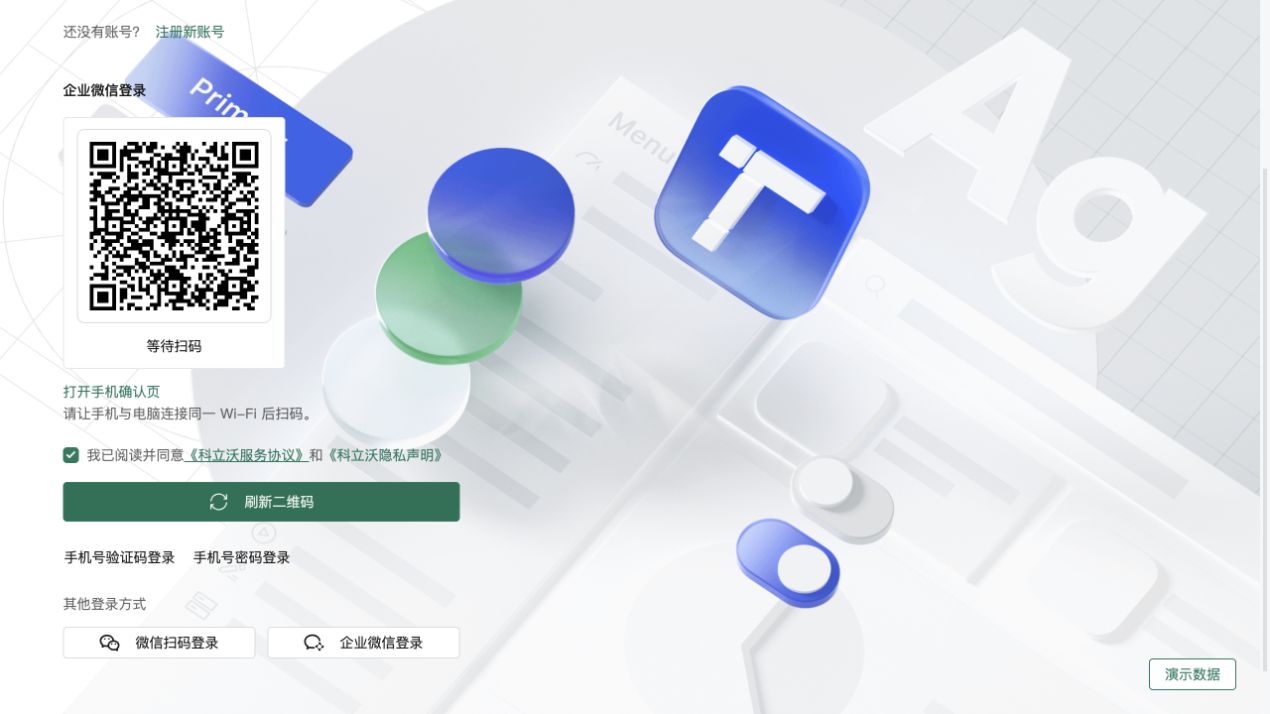 还没有账号? 注册新账号
企业微信登录
Prim
Menu
Ag
等待扫码
打开手机确认页
请让手机与电脑连接同一 Wi-Fi 后扫码。
我已阅读并同意《科立沃服务协议》和《科立沃隐私声明》
刷新二维码
手机号验证码登录 手机号密码登录
其他登录方式
微信扫码登录 企业微信登录
演示数据